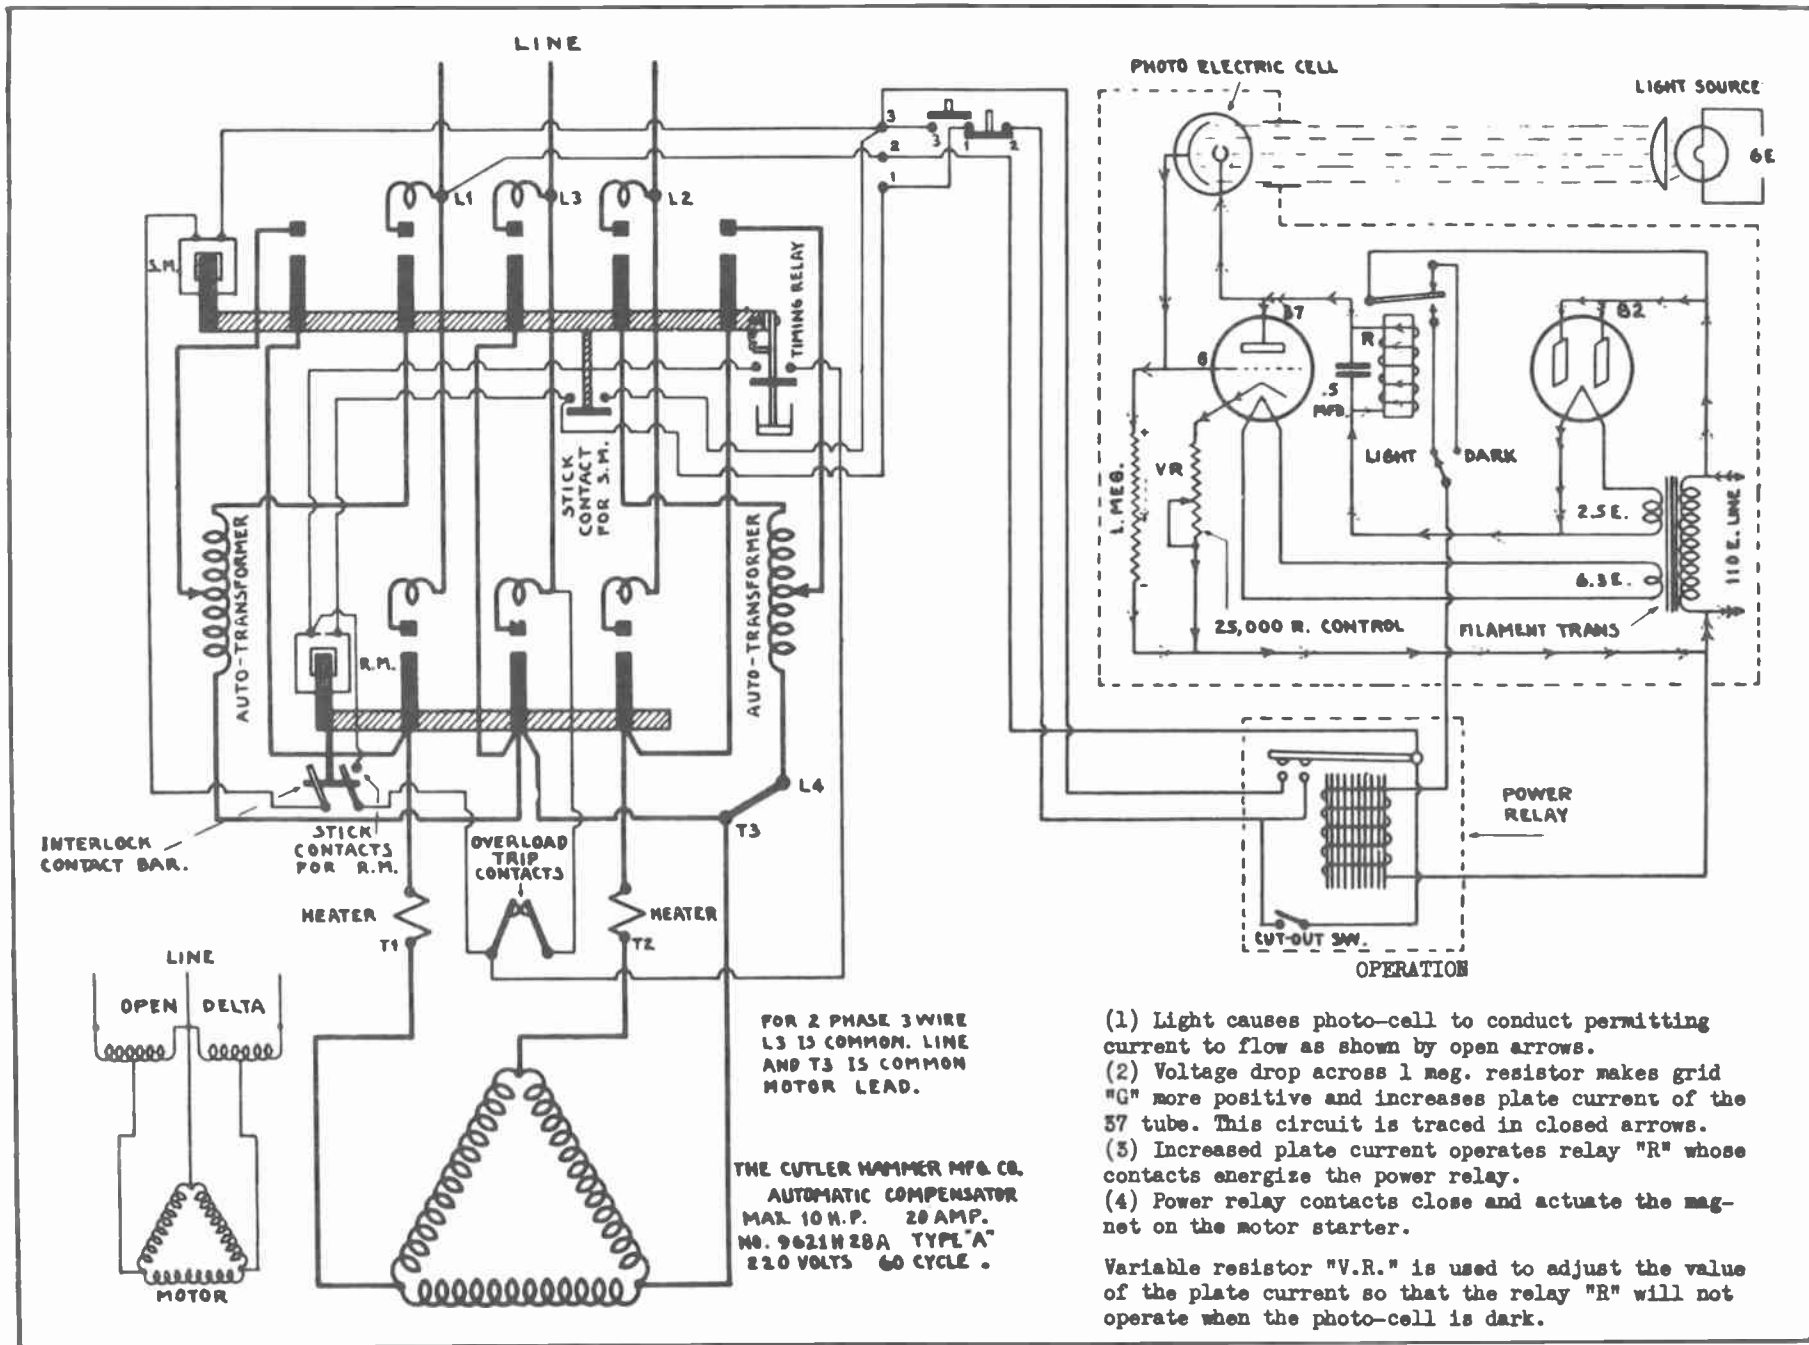 LINE
PHOTO ELECTRIC CELL
LIGHT SOURCE
6E
3
2
1
3
1
2
L1
L3
L2
S.M.
TIMING RELAY
37
82
G
R
.5
MFD.
1. MEG.
+
-
VR
LIGHT
DARK
2.5E.
6.3E.
110 E. LINE
25,000 R. CONTROL
FILAMENT TRANS
STICK
CONTACT
FOR S.M.
AUTO-TRANSFORMER
AUTO-TRANSFORMER
R.M.
L4
T3
INTERLOCK
CONTACT BAR.
STICK
CONTACTS
FOR R.M.
OVERLOAD
TRIP
CONTACTS
HEATER
T1
HEATER
T2
POWER
RELAY
CUT-OUT SW.
LINE
OPEN DELTA
MOTOR
FOR 2 PHASE 3 WIRE
L3 IS COMMON. LINE
AND T3 IS COMMON
MOTOR LEAD.
THE CUTLER HAMMER MFG. CO.
AUTOMATIC COMPENSATOR
MAX. 10 H.P. 20 AMP.
NO. 9621H28A TYPE "A"
220 VOLTS 60 CYCLE .
OPERATION
(1) Light causes photo-cell to conduct permitting
current to flow as shown by open arrows.
(2) Voltage drop across 1 meg. resistor makes grid
"G" more positive and increases plate current of the
37 tube. This circuit is traced in closed arrows.
(3) Increased plate current operates relay "R" whose
contacts energize the power relay.
(4) Power relay contacts close and actuate the mag-
net on the motor starter.
Variable resistor "V.R." is used to adjust the value
of the plate current so that the relay "R" will not
operate when the photo-cell is dark.